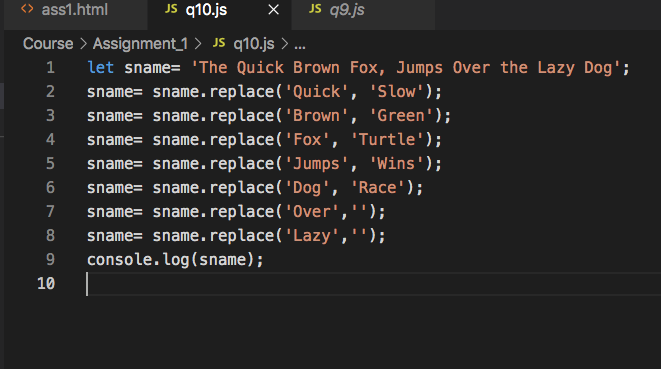 <> ass1.html JS q10.js × JS q9.js
Course > Assignment_1 > JS q10.js > ...
1 let sname= 'The Quick Brown Fox, Jumps Over the Lazy Dog';
2 sname= sname.replace('Quick', 'Slow');
3 sname= sname.replace('Brown', 'Green');
4 sname= sname.replace('Fox', 'Turtle');
5 sname= sname.replace('Jumps', 'Wins');
6 sname= sname.replace('Dog', 'Race');
7 sname= sname.replace('Over','');
8 sname= sname.replace('Lazy','');
9 console.log(sname);
10